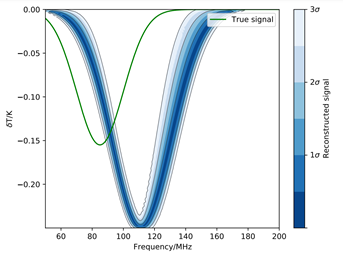 0.00
−0.05
−0.10
−0.15
−0.20
δT/K
60 80 100 120 140 160 180 200
Frequency/MHz
True signal
3σ
2σ
1σ
Reconstructed signal